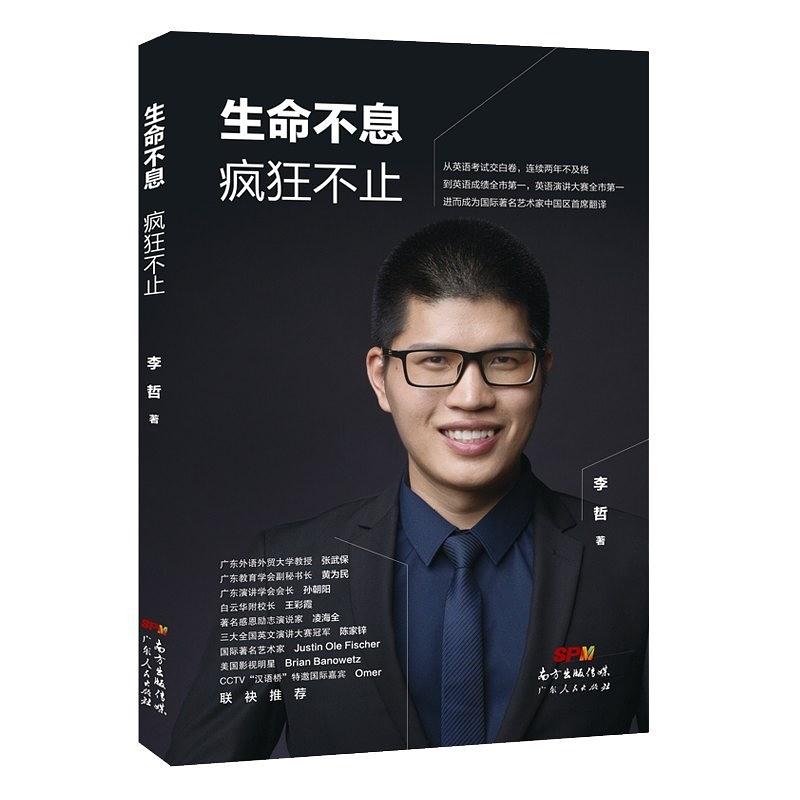 生命不息 疯狂不止
李哲 著
SPM
南方出版传媒
广东人民出版社
生命不息
疯狂不止
从英语考试交白卷，连续两年不及格
到英语成绩全市第一，英语演讲大赛全市第一
进而成为国际著名艺术家中国区首席翻译
李哲 著
广东外语外贸大学教授 张武保
广东教育学会副秘书长 黄为民
广东演讲学会会长 孙朝阳
白云华附校长 王彩霞
著名感恩励志演说家 凌海全
三大全国英文演讲大赛冠军 陈家锌
国际著名艺术家 Justin Ole Fischer
美国影视明星 Brian Banowetz
CCTV“汉语桥”特邀国际嘉宾 Omer
联袂推荐
SPM
南方出版传媒
广东人民出版社